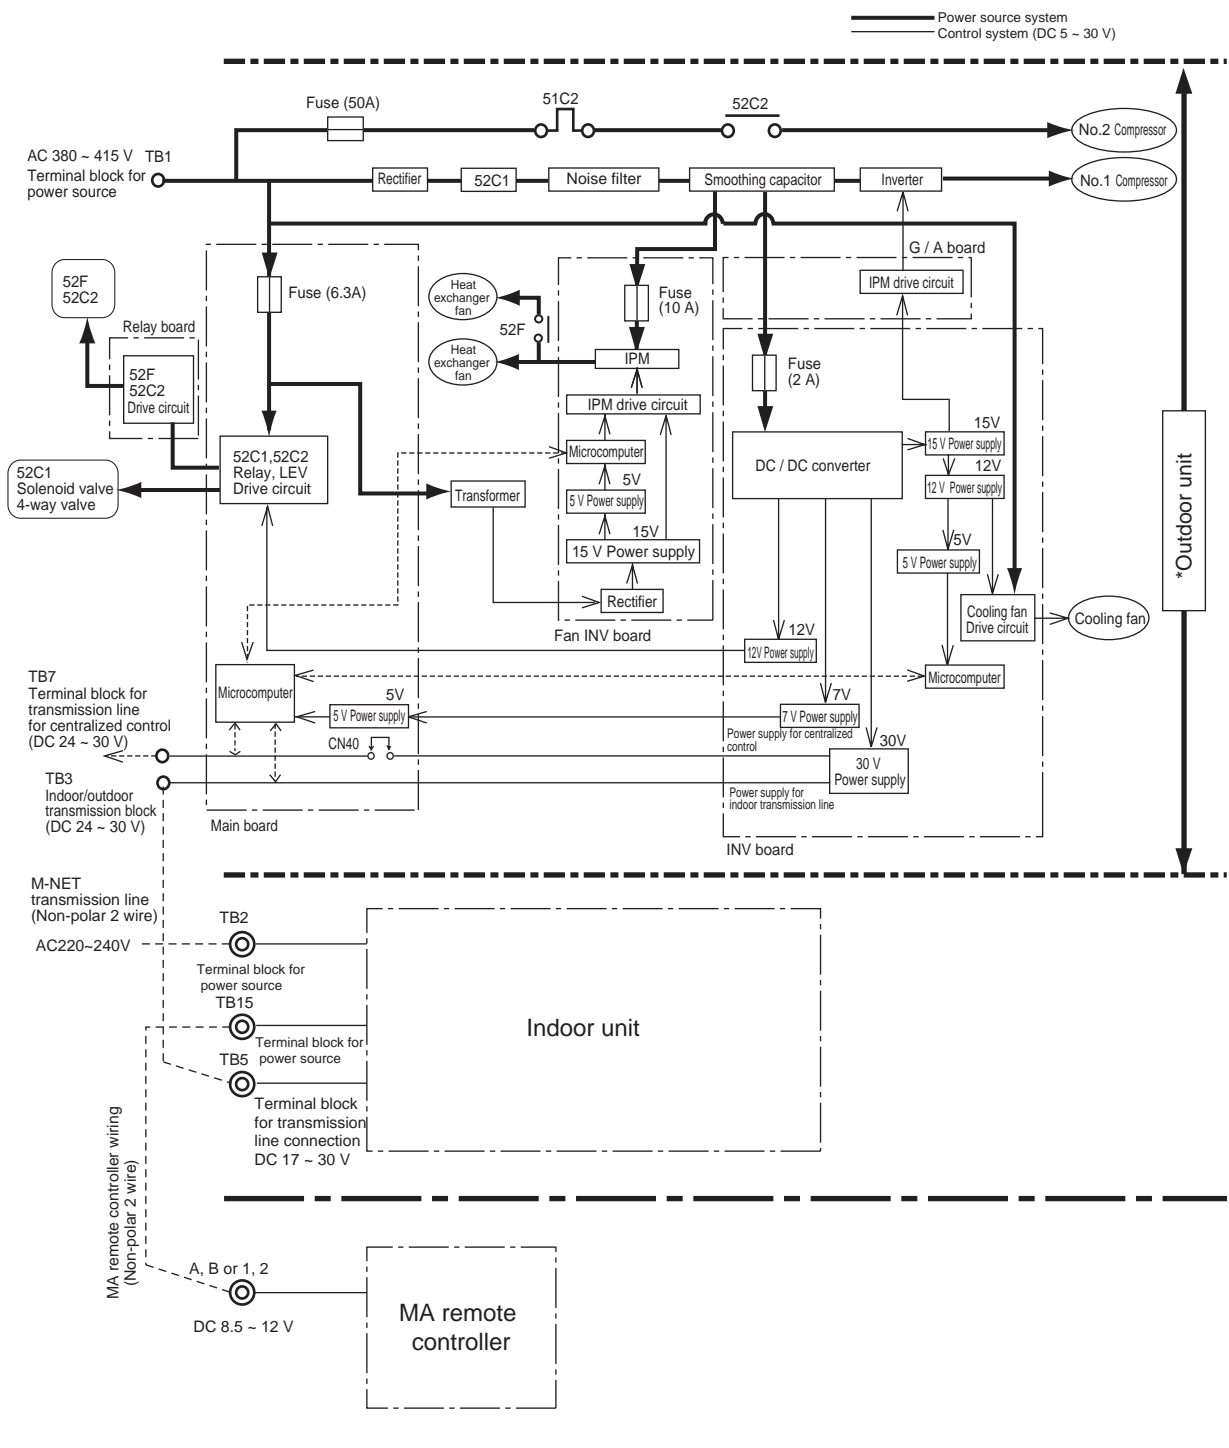 Power source system
Control system (DC 5 ~ 30 V)
Fuse (50A)
51C2
52C2
No.2 Compressor
AC 380 ~ 415 V TB1
Terminal block for
power source
Rectifier
52C1
Noise filter
Smoothing capacitor
Inverter
No.1 Compressor
G / A board
IPM drive circuit
52F
52C2
Fuse (6.3A)
Heat
exchanger
fan
52F
Heat
exchanger
fan
Fuse
(10 A)
IPM
Relay board
52F
52C2
Drive circuit
Fuse
(2 A)
IPM drive circuit
Microcomputer
5V
5 V Power supply
15V
15 V Power supply
Rectifier
Fan INV board
52C1,52C2
Relay, LEV
Drive circuit
52C1
Solenoid valve
4-way valve
Transformer
DC / DC converter
15V
15 V Power supply
12V
12 V Power supply
5V
5 V Power supply
Cooling fan
Drive circuit
Cooling fan
*Outdoor unit
12V
12V Power supply
Microcomputer
Microcomputer
TB7
Terminal block for
transmission line
for centralized control
(DC 24 ~ 30 V)
5V
5 V Power supply
7V
7 V Power supply
CN40
Power supply for centralized
control
30V
30 V
Power supply
TB3
Indoor/outdoor
transmission block
(DC 24 ~ 30 V)
Power supply for
indoor transmission line
Main board
INV board
M-NET
transmission line
(Non-polar 2 wire)
TB2
AC220~240V
Terminal block for
power source
TB15
Terminal block for
power source
TB5
Terminal block
for transmission
line connection
DC 17 ~ 30 V
Indoor unit
MA remote controller wiring
(Non-polar 2 wire)
A, B or 1, 2
DC 8.5 ~ 12 V
MA remote
controller